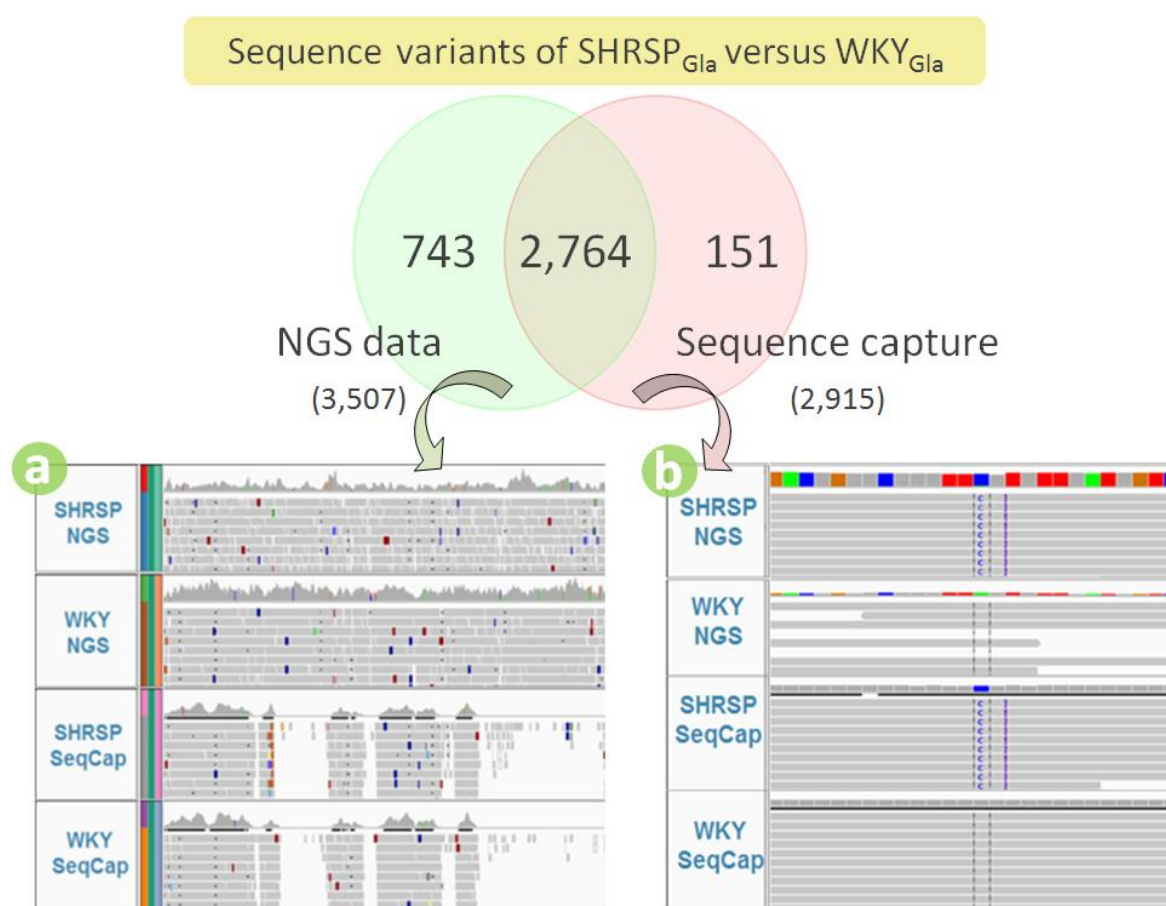 Sequence variants of SHRSPGla versus WKYGla
743 2,764 151
NGS data
(3,507)
Sequence capture
(2,915)
a
SHRSP
NGS
WKY
NGS
SHRSP
SeqCap
WKY
SeqCap
b
SHRSP
NGS
C
C
C
C
C
C
C
C
C
WKY
NGS
SHRSP
SeqCap
C
C
C
C
C
C
C
C
C
C
WKY
SeqCap